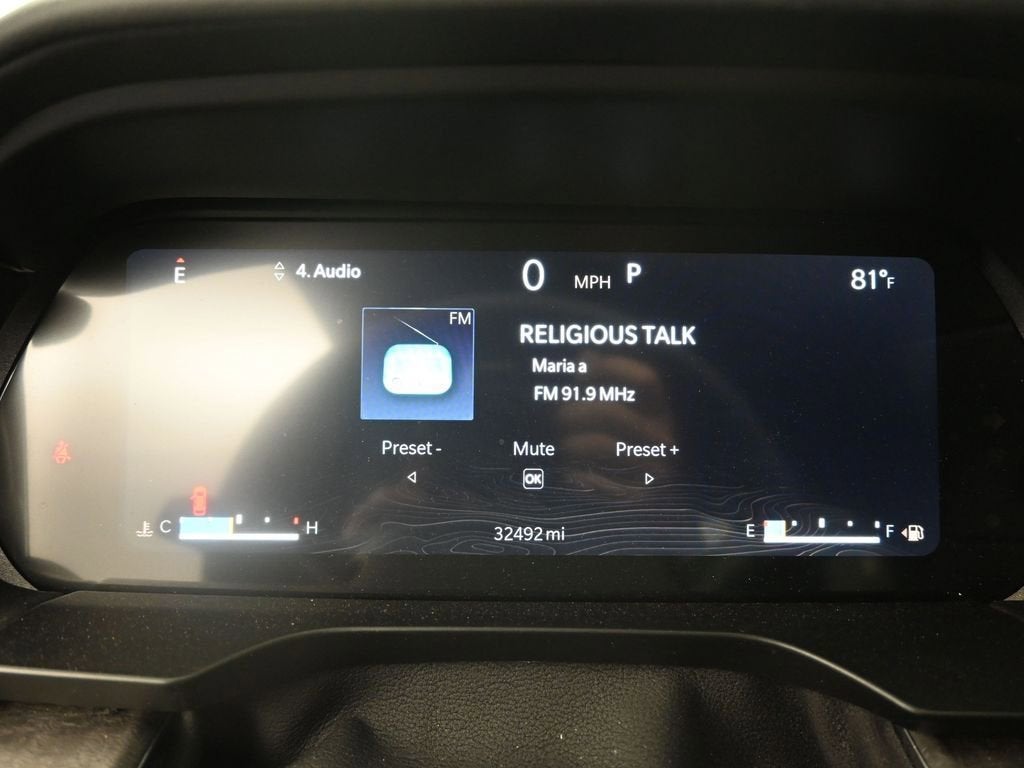 E
4. Audio
0 MPH P
81°F
FM
RELIGIOUS TALK
Maria a
FM 91.9 MHz
Preset -
Mute
Preset +
OK
C
H
32492 mi
E
F